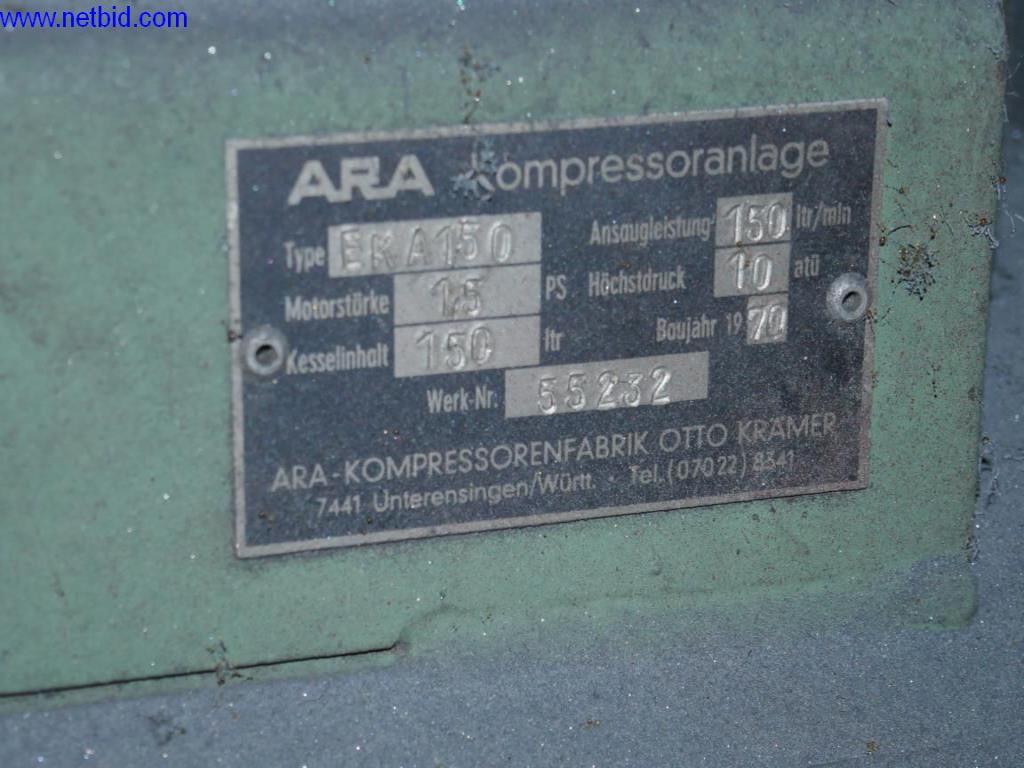 www.netbid.com
ARA Kompressoranlage
Type EKA150 Ansaugleistung 150 ltr/min
Motorstärke 1.5 PS Höchstdruck 10 atü
Kesselinhalt 150 ltr Baujahr 1970
Werk-Nr. 55232
ARA-KOMPRESSORENFABRIK OTTO KRÄMER
7441 Unterensingen/Württ. · Tel. (07022) 8341